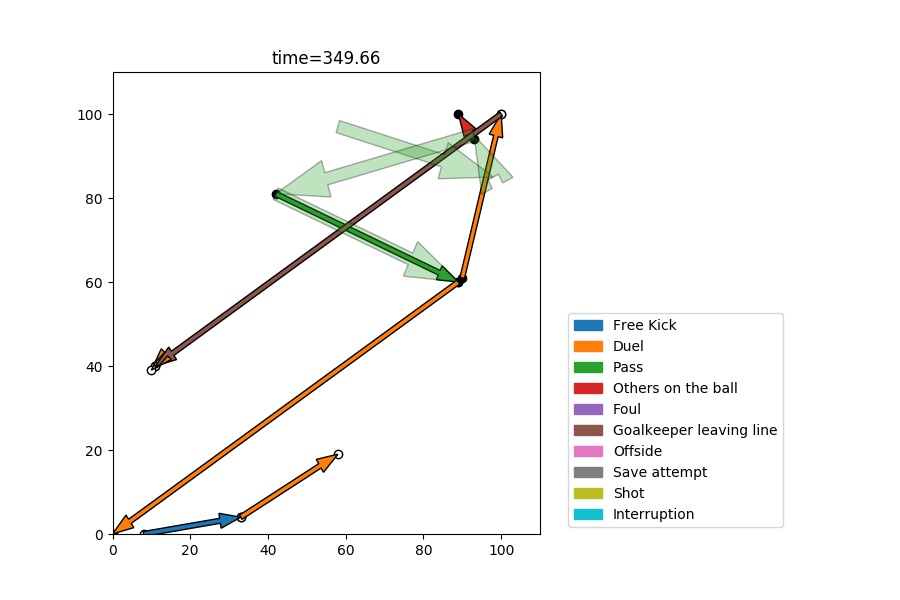 time=349.66
100
80
60
40
20
0
0 20 40 60 80 100
Free Kick
Duel
Pass
Others on the ball
Foul
Goalkeeper leaving line
Offside
Save attempt
Shot
Interruption